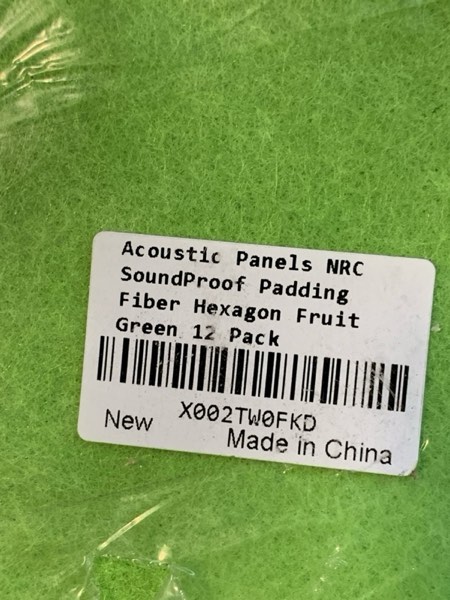 Acoustic Panels NRC
SoundProof Padding
Fiber Hexagon Fruit
Green 12 Pack
X002TW0FKD
New
Made in China